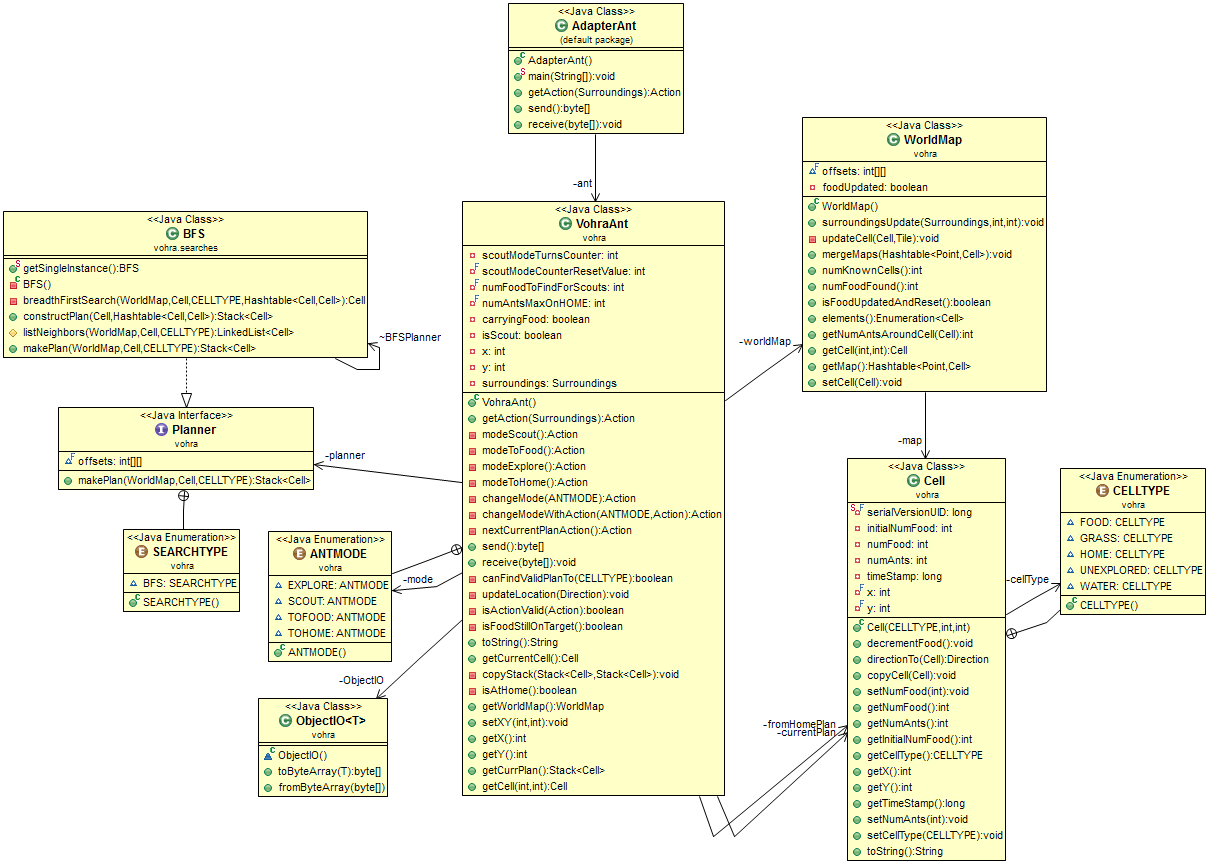 <<Java Class>>
AdapterAnt
(default package)
AdapterAnt()
main(String[]):void
getAction(Surroundings):Action
send():byte[]
receive(byte[]):void
-ant
<<Java Class>>
WorldMap
vohra
offsets: int[][]
foodUpdated: boolean
WorldMap()
surroundingsUpdate(Surroundings,int,int):void
updateCell(Cell,Tile):void
mergeMaps(Hashtable<Point,Cell>):void
numKnownCells():int
numFoodFound():int
isFoodUpdatedAndReset():boolean
elements():Enumeration<Cell>
getNumAntsAroundCell(Cell):int
getCell(int,int):Cell
getMap():Hashtable<Point,Cell>
setCell(Cell):void
-worldMap
-map
<<Java Class>>
BFS
vohra.searches
getSingleInstance():BFS
BFS()
breadthFirstSearch(WorldMap,Cell,CELLTYPE,Hashtable<Cell,Cell>):Cell
constructPlan(Cell,Hashtable<Cell,Cell>):Stack<Cell>
listNeighbors(WorldMap,Cell,CELLTYPE):LinkedList<Cell>
makePlan(WorldMap,Cell,CELLTYPE):Stack<Cell>
~BFSPlanner
<<Java Class>>
VohraAnt
vohra
scoutModeTurnsCounter: int
scoutModeCounterResetValue: int
numFoodToFindForScouts: int
numAntsMaxOnHOME: int
carryingFood: boolean
isScout: boolean
x: int
y: int
surroundings: Surroundings
VohraAnt()
getAction(Surroundings):Action
modeScout():Action
modeToFood():Action
modeExplore():Action
modeToHome():Action
changeMode(ANTMODE):Action
changeModeWithAction(ANTMODE,Action):Action
nextCurrentPlanAction():Action
send():byte[]
receive(byte[]):void
canFindValidPlanTo(CELLTYPE):boolean
updateLocation(Direction):void
isActionValid(Action):boolean
isFoodStillOnTarget():boolean
toString():String
getCurrentCell():Cell
copyStack(Stack<Cell>,Stack<Cell>):void
isAtHome():boolean
getWorldMap():WorldMap
setXY(int,int):void
getX():int
getY():int
getCurrPlan():Stack<Cell>
getCell(int,int):Cell
<<Java Interface>>
Planner
vohra
offsets: int[][]
makePlan(WorldMap,Cell,CELLTYPE):Stack<Cell>
-planner
<<Java Enumeration>>
SEARCHTYPE
vohra
BFS: SEARCHTYPE
SEARCHTYPE()
<<Java Enumeration>>
ANTMODE
vohra
EXPLORE: ANTMODE
SCOUT: ANTMODE
TOFOOD: ANTMODE
TOHOME: ANTMODE
ANTMODE()
-mode
-ObjectIO
<<Java Class>>
ObjectIO<T>
vohra
ObjectIO()
toByteArray(T):byte[]
fromByteArray(byte[])
<<Java Class>>
Cell
vohra
serialVersionUID: long
initialNumFood: int
numFood: int
numAnts: int
timeStamp: long
x: int
y: int
Cell(CELLTYPE,int,int)
decrementFood():void
directionTo(Cell):Direction
copyCell(Cell):void
setNumFood(int):void
getNumFood():int
getNumAnts():int
getInitialNumFood():int
getCellType():CELLTYPE
getX():int
getY():int
getTimeStamp():long
setNumAnts(int):void
setCellType(CELLTYPE):void
toString():String
-fromHomePlan
-currentPlan
-cellType
<<Java Enumeration>>
CELLTYPE
vohra
FOOD: CELLTYPE
GRASS: CELLTYPE
HOME: CELLTYPE
UNEXPLORED: CELLTYPE
WATER: CELLTYPE
CELLTYPE()